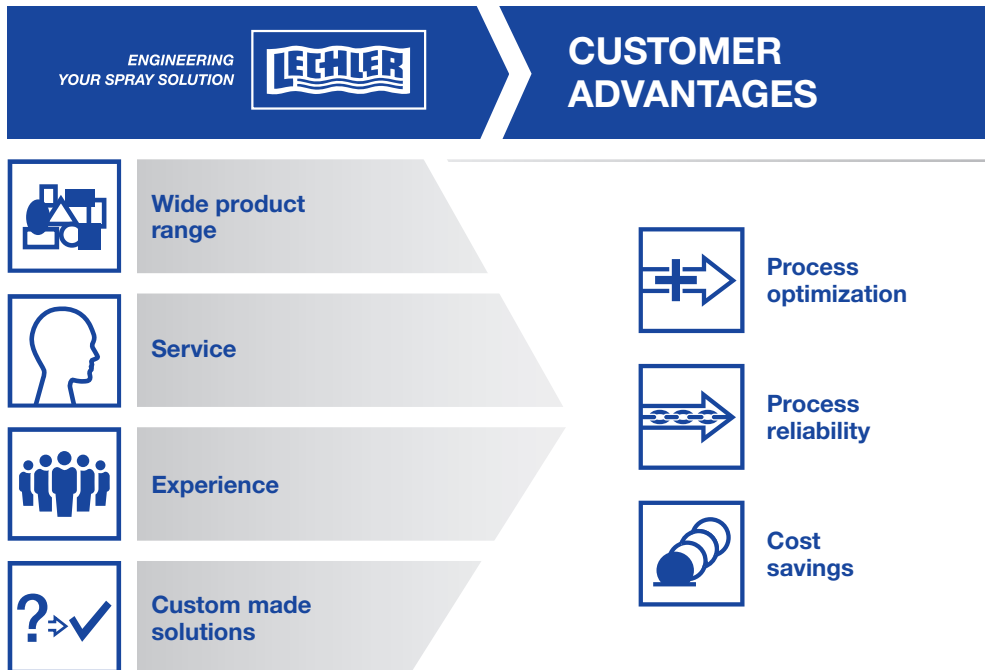 ENGINEERING
YOUR SPRAY SOLUTION
LECHLER
CUSTOMER
ADVANTAGES
Wide product
range
Service
Experience
Custom made
solutions
Process
optimization
Process
reliability
Cost
savings